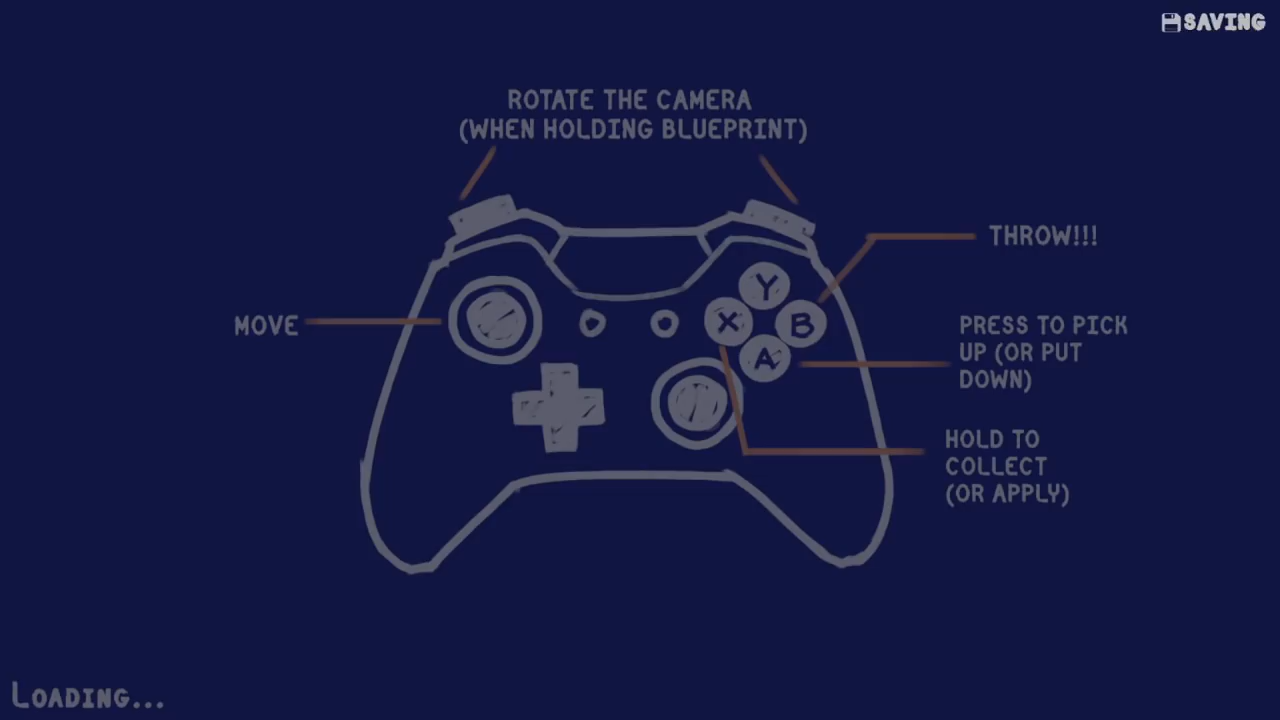 SAVING
ROTATE THE CAMERA
(WHEN HOLDING BLUEPRINT)
THROW!!!
Y
X
B
A
MOVE
PRESS TO PICK
UP (OR PUT
DOWN)
HOLD TO
COLLECT
(OR APPLY)
LOADING...